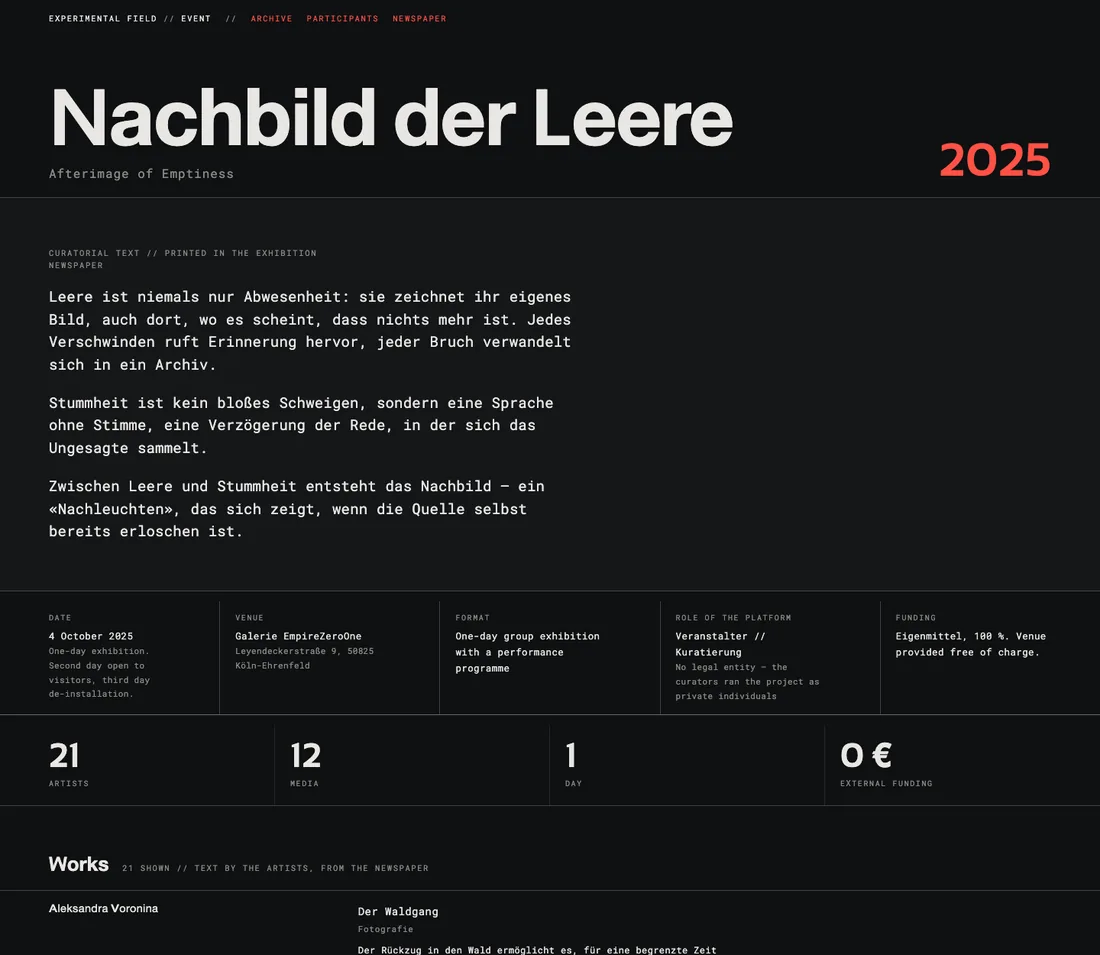 EXPERIMENTAL FIELD // EVENT // ARCHIVE PARTICIPANTS NEWSPAPER
Nachbild der Leere
Afterimage of Emptiness
2025
CURATORIAL TEXT // PRINTED IN THE EXHIBITION
NEWSPAPER
Leere ist niemals nur Abwesenheit: sie zeichnet ihr eigenes
Bild, auch dort, wo es scheint, dass nichts mehr ist. Jedes
Verschwinden ruft Erinnerung hervor, jeder Bruch verwandelt
sich in ein Archiv.
Stummheit ist kein bloßes Schweigen, sondern eine Sprache
ohne Stimme, eine Verzögerung der Rede, in der sich das
Ungesagte sammelt.
Zwischen Leere und Stummheit entsteht das Nachbild – ein
«Nachleuchten», das sich zeigt, wenn die Quelle selbst
bereits erloschen ist.
DATE
4 October 2025
One-day exhibition.
Second day open to
visitors, third day
de-installation.
VENUE
Galerie EmpireZeroOne
Leyendeckerstraße 9, 50825
Köln-Ehrenfeld
FORMAT
One-day group exhibition
with a performance
programme
ROLE OF THE PLATFORM
Veranstalter //
Kuratierung
No legal entity – the
curators ran the project as
private individuals
FUNDING
Eigenmittel, 100 %. Venue
provided free of charge.
21
ARTISTS
12
MEDIA
1
DAY
0 €
EXTERNAL FUNDING
Works 21 SHOWN // TEXT BY THE ARTISTS, FROM THE NEWSPAPER
Aleksandra Voronina
Der Waldgang
Fotografie
Der Rückzug in den Wald ermöglicht es, für eine begrenzte Zeit